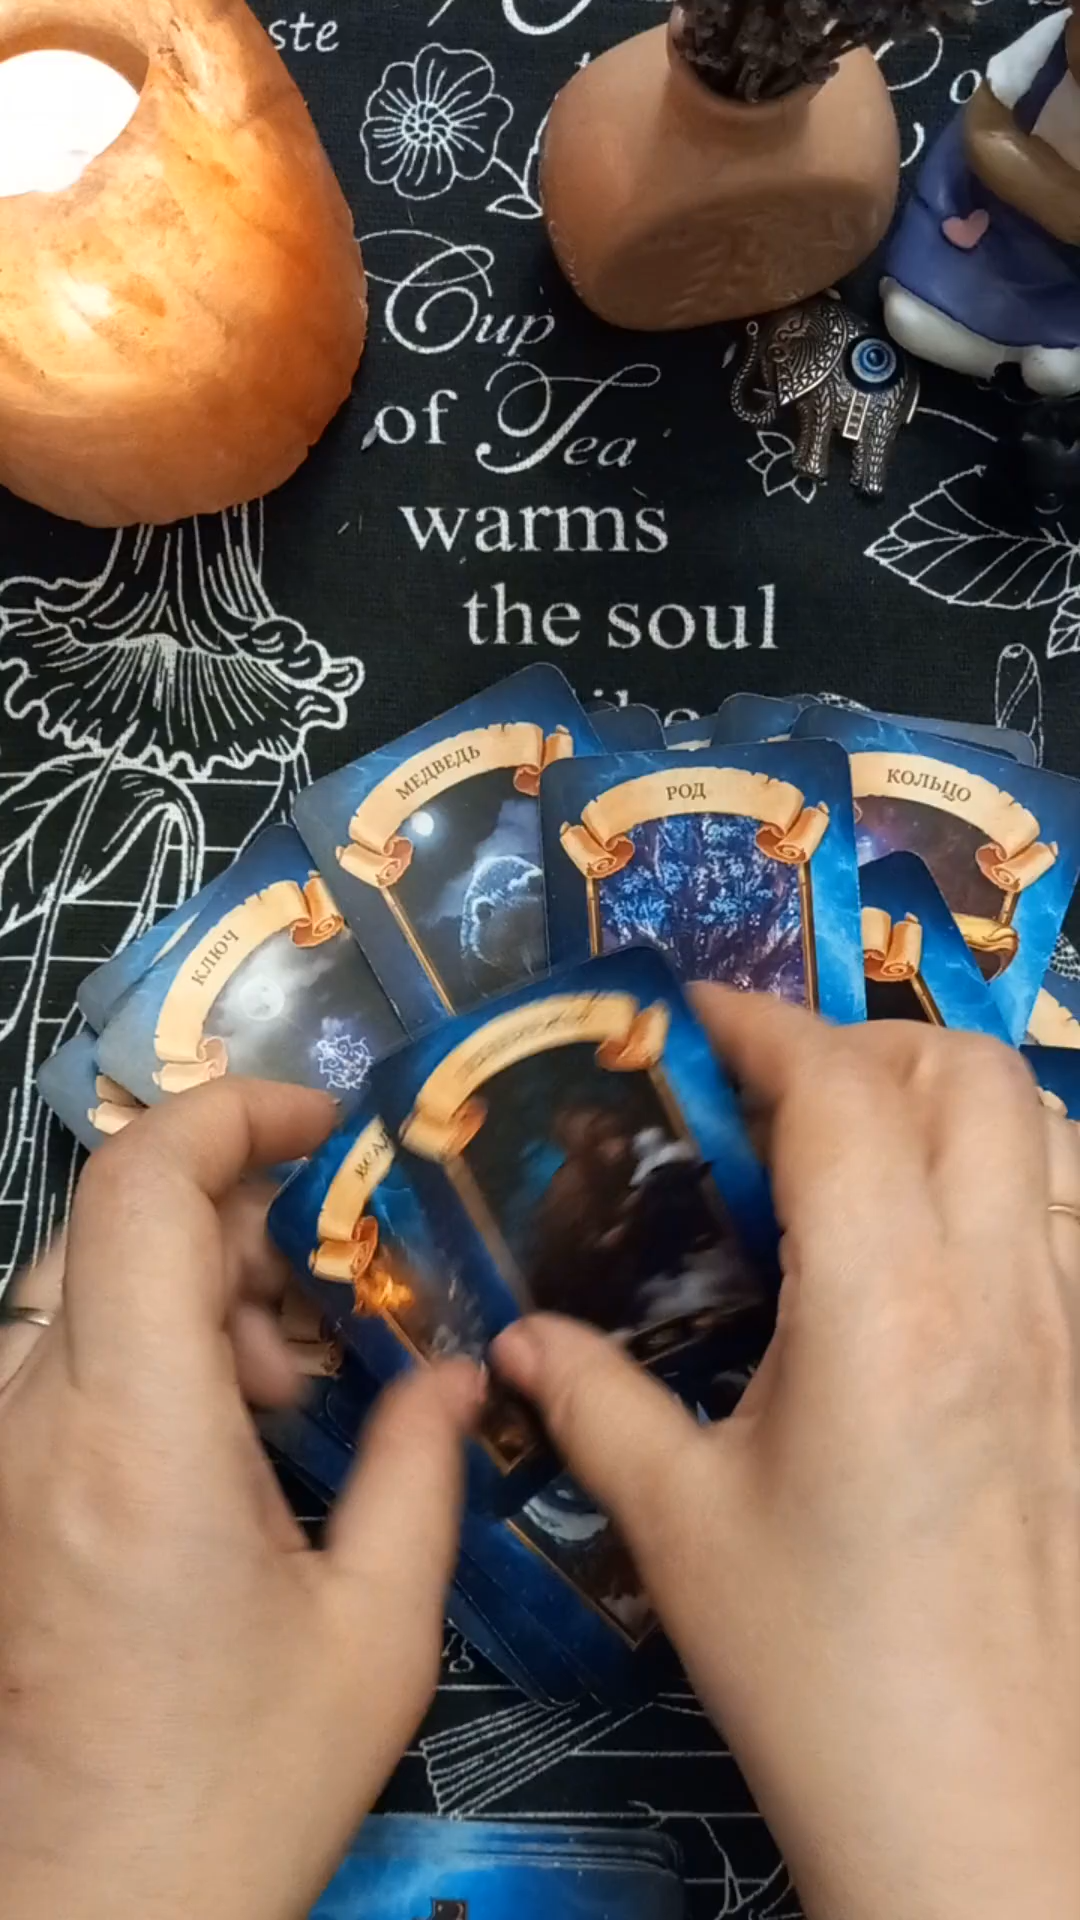 ste
Cup
of Tea
warms
the soul
МЕДВЕДЬ
РОД
КОЛЬЦО
КЛЮЧ